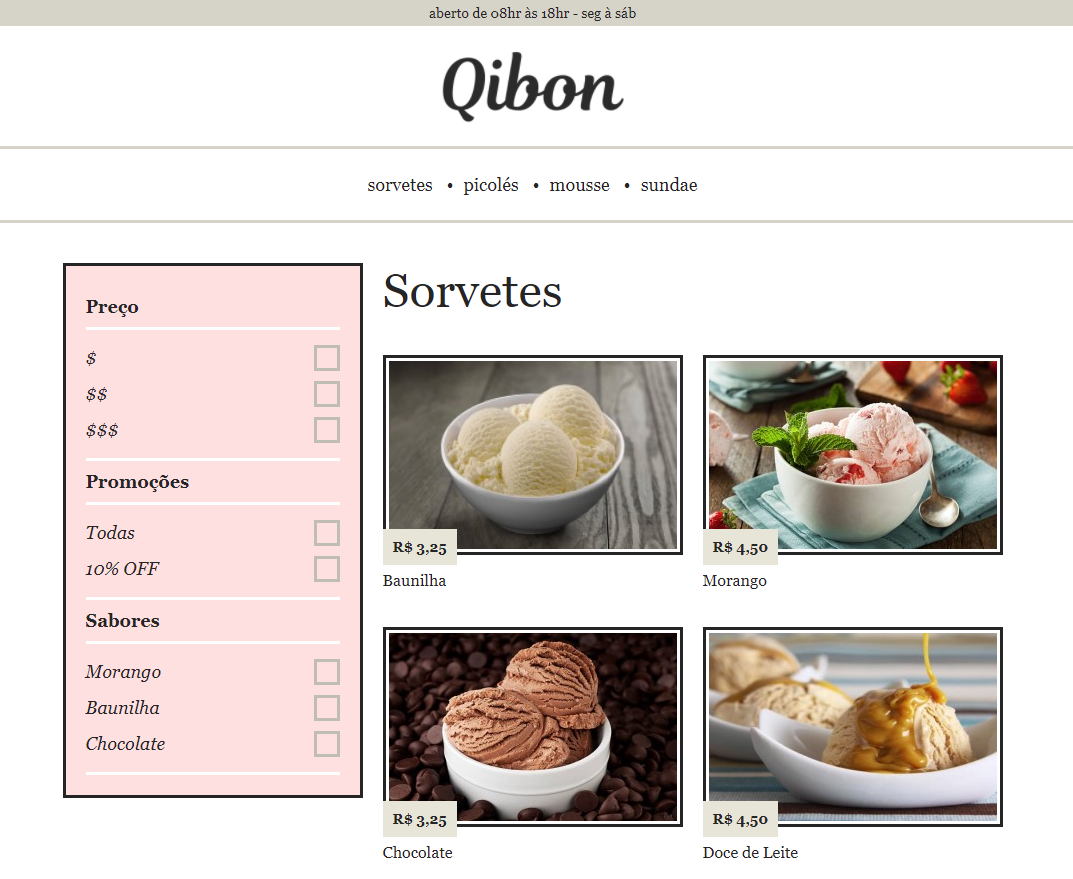 aberto de 08hr às 18hr - seg à sáb
Qibon
sorvetes • picolés • mousse • sundae
Preço
$
$$
$$$
Promoções
Todas
10% OFF
Sabores
Morango
Baunilha
Chocolate
Sorvetes
R$ 3,25
Baunilha
R$ 4,50
Morango
R$ 3,25
Chocolate
R$ 4,50
Doce de Leite